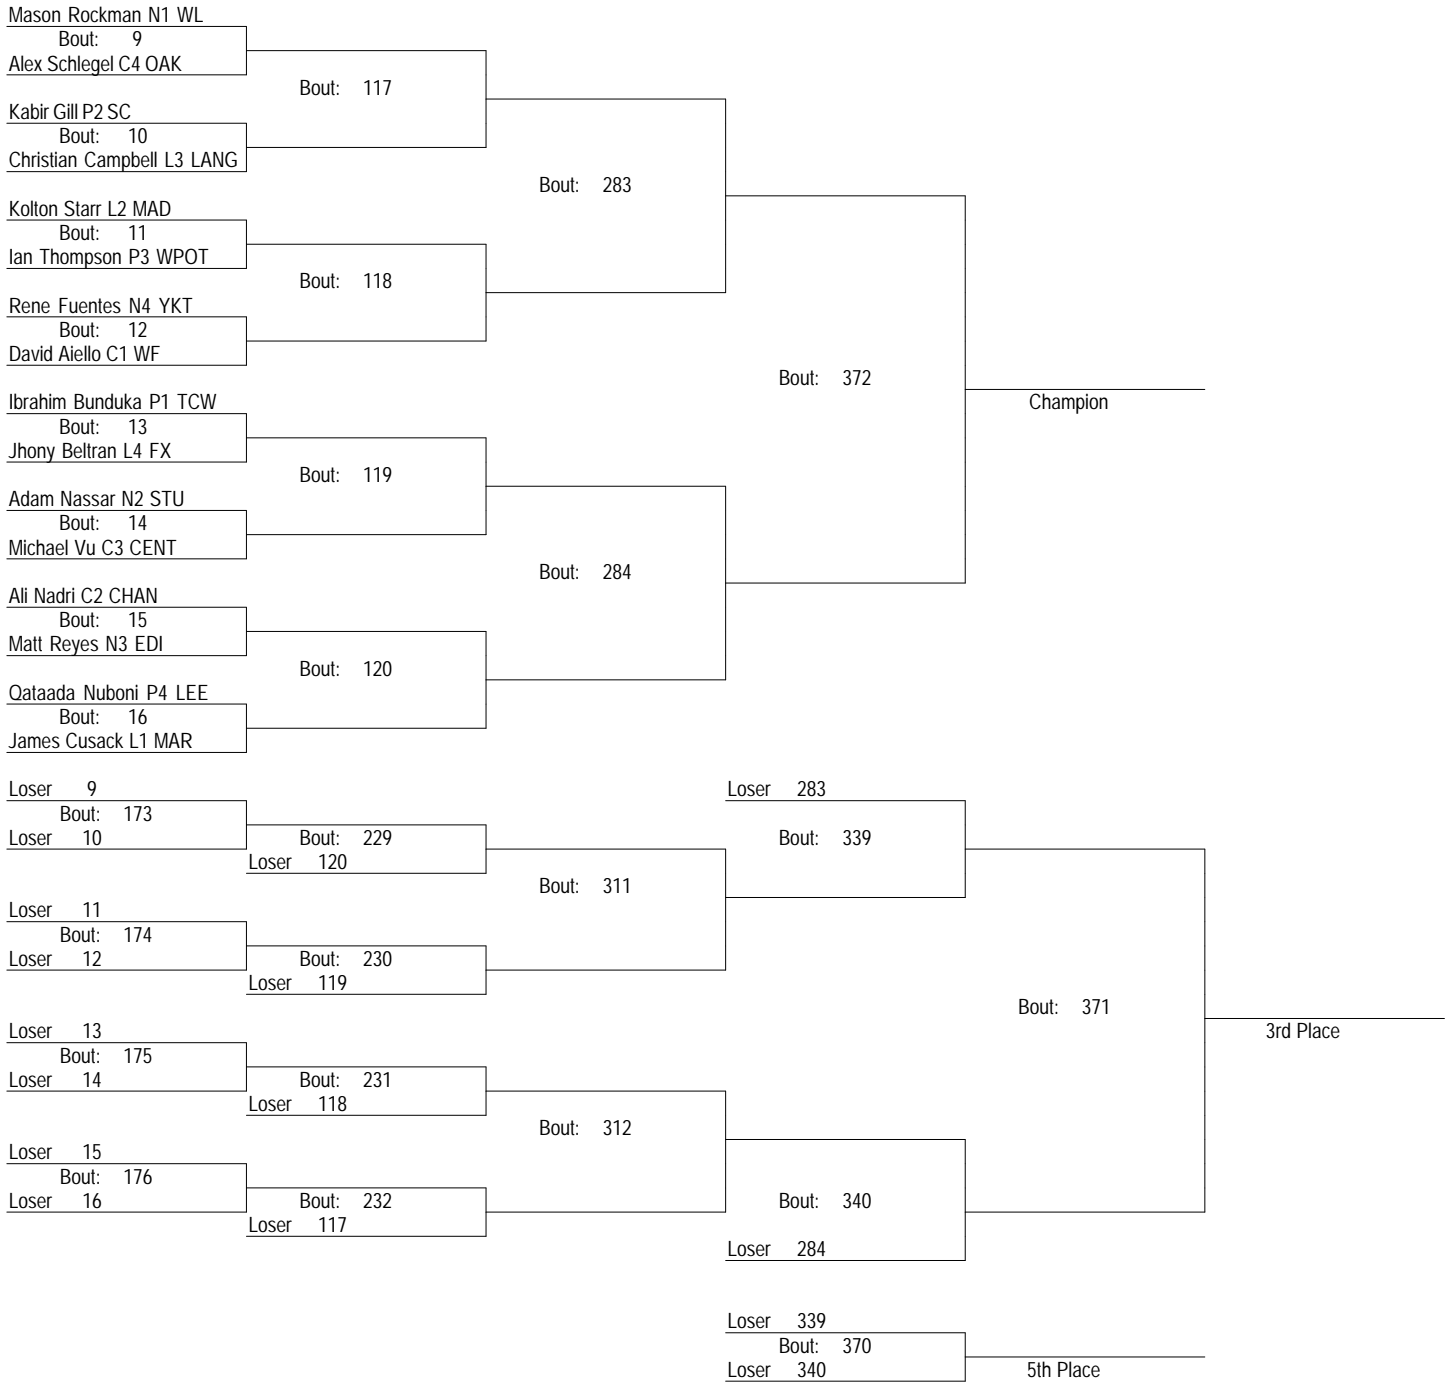 Mason Rockman N1 WL
Bout: 9
Alex Schlegel C4 OAK
Bout: 117
Kabir Gill P2 SC
Bout: 10
Christian Campbell L3 LANG
Bout: 283
Kolton Starr L2 MAD
Bout: 11
Ian Thompson P3 WPOT
Bout: 118
Rene Fuentes N4 YKT
Bout: 12
David Aiello C1 WF
Bout: 372
Champion
Ibrahim Bunduka P1 TCW
Bout: 13
Jhony Beltran L4 FX
Bout: 119
Adam Nassar N2 STU
Bout: 14
Michael Vu C3 CENT
Bout: 284
Ali Nadri C2 CHAN
Bout: 15
Matt Reyes N3 EDI
Bout: 120
Qataada Nuboni P4 LEE
Bout: 16
James Cusack L1 MAR
Loser 9
Bout: 173
Loser 10
Bout: 229
Loser 120
Loser 283
Bout: 339
Bout: 311
Loser 11
Bout: 174
Loser 12
Bout: 230
Loser 119
Bout: 371
3rd Place
Loser 13
Bout: 175
Loser 14
Bout: 231
Loser 118
Bout: 312
Loser 15
Bout: 176
Loser 16
Bout: 232
Loser 117
Bout: 340
Loser 284
Loser 339
Bout: 370
Loser 340
5th Place